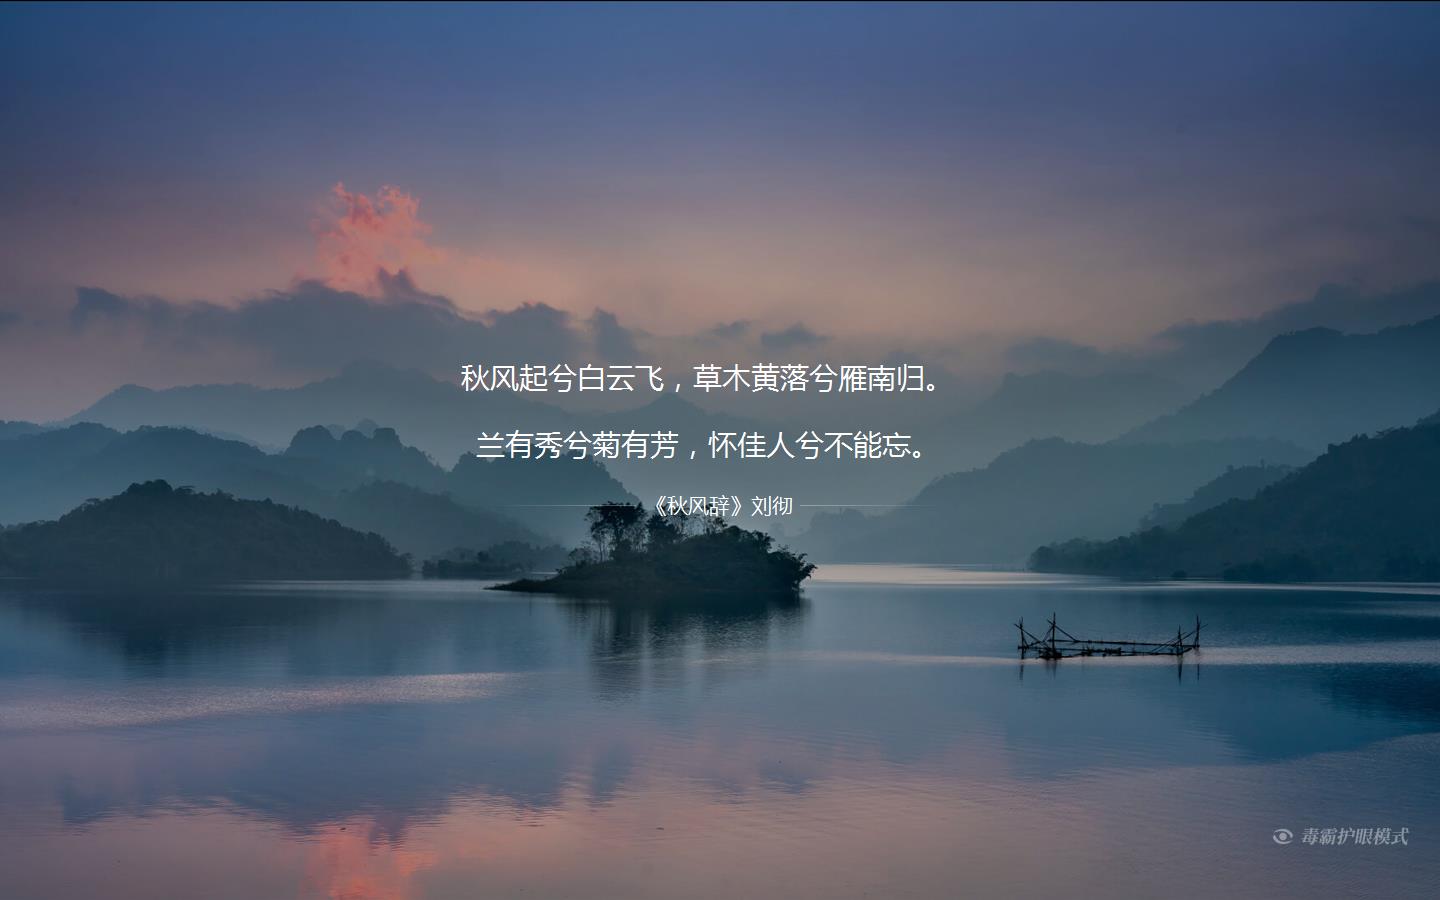 秋风起兮白云飞，草木黄落兮雁南归。
兰有秀兮菊有芳，怀佳人兮不能忘。
《秋风辞》刘彻
毒霸护眼模式